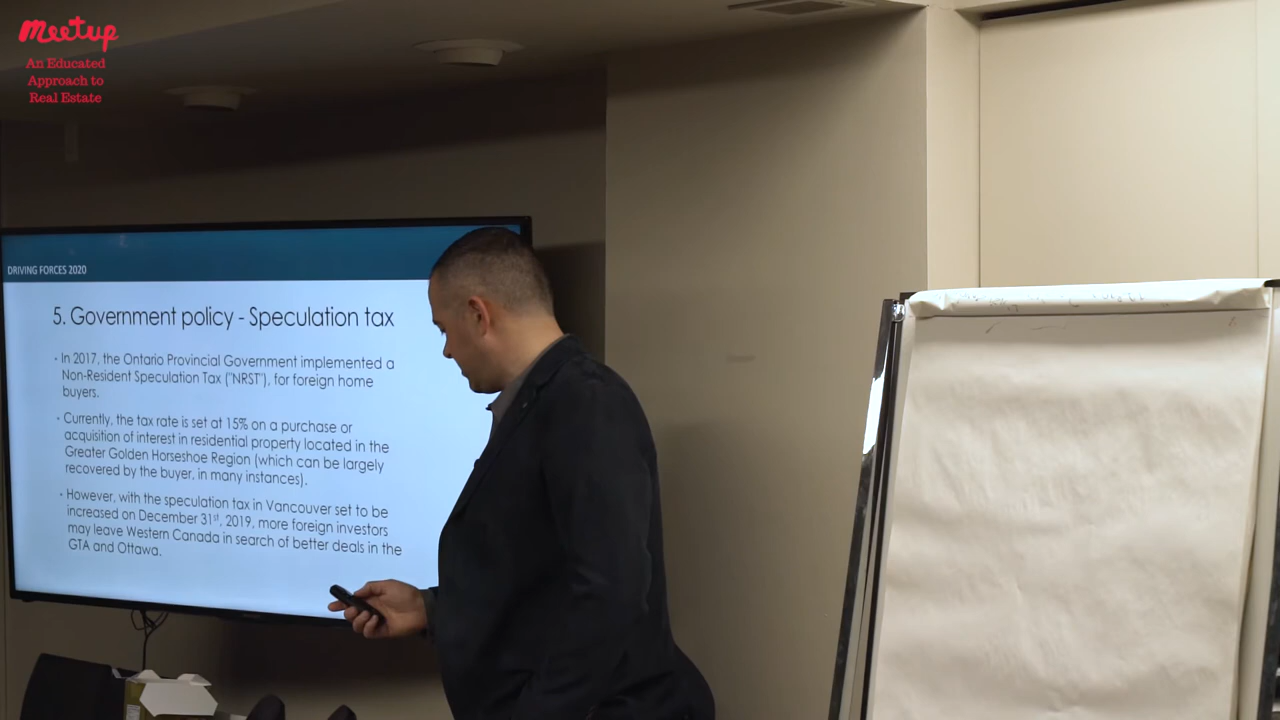 Meetup
An Educated
Approach to
Real Estate
DRIVING FORCES 2020
5. Government policy - Speculation tax
• In 2017, the Ontario Provincial Government implemented a
Non-Resident Speculation Tax ("NRST"), for foreign home
buyers.
• Currently, the tax rate is set at 15% on a purchase or
acquisition of interest in residential property located in the
Greater Golden Horseshoe Region (which can be largely
recovered by the buyer, in many instances).
• However, with the speculation tax in Vancouver set to be
increased on December 31st, 2019, more foreign investors
may leave Western Canada in search of better deals in the
GTA and Ottawa.